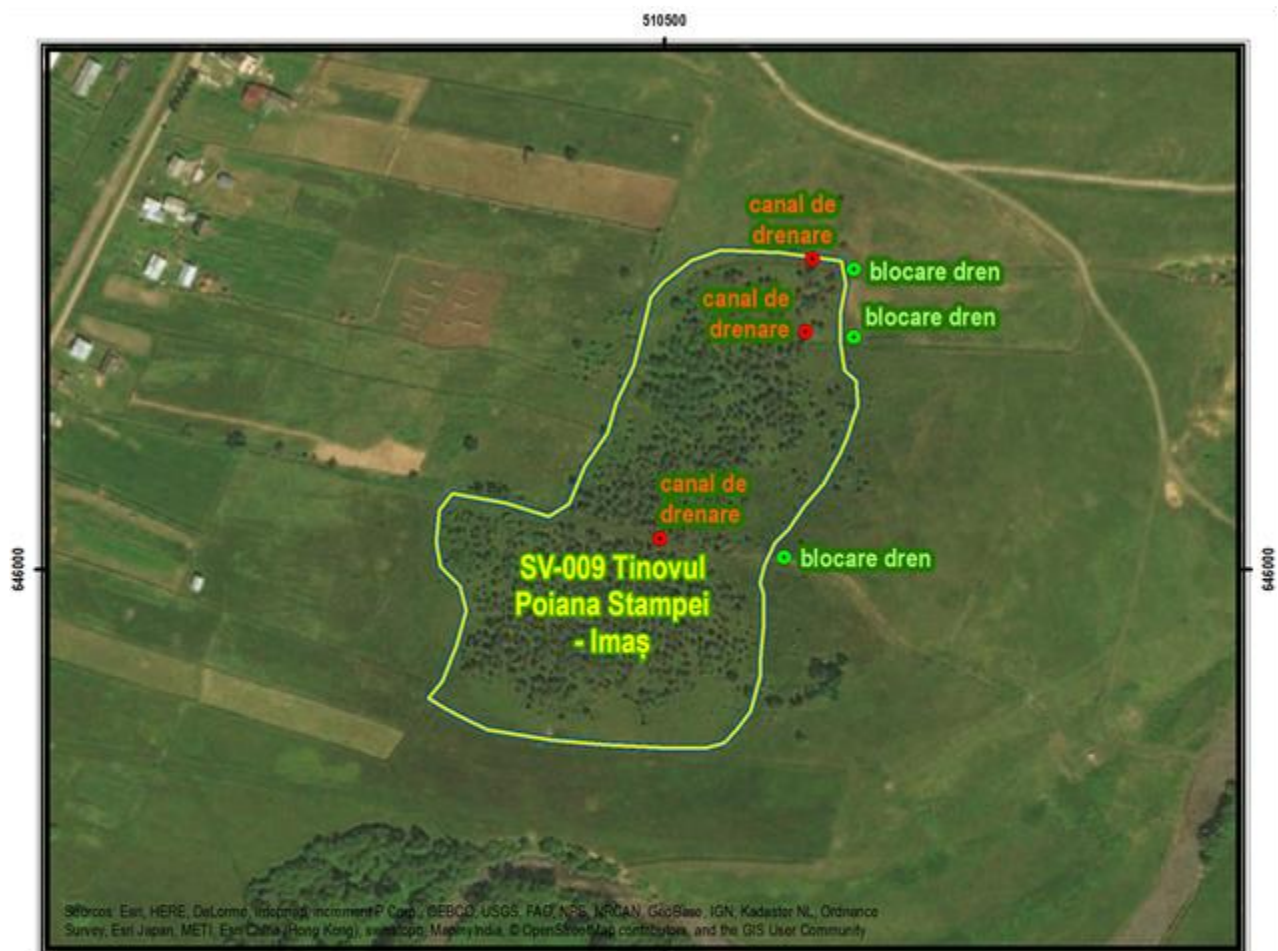 510500
canal de
drenare
blocare dren
canal de
drenare
blocare dren
canal de
drenare
blocare dren
SV-009 Tinovul
Poiana Stampei
- Imaș
646000
646000
Sources: Esri, HERE, DeLorme, Intermap, increment P Corp., GEBCO, USGS, FAO, NPS, NRCAN, GeoBase, IGN, Kadaster NL, Ordnance
Survey, Esri Japan, METI, Esri China (Hong Kong), swisstopo, MapmyIndia, © OpenStreetMap contributors, and the GIS User Community